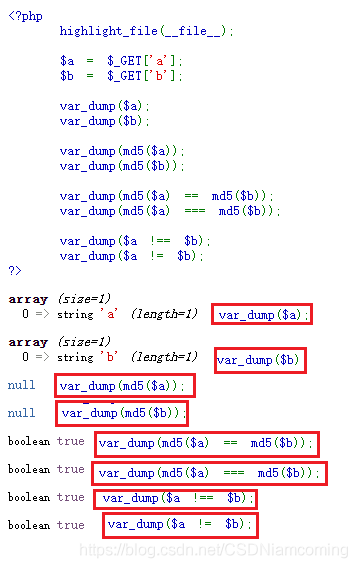 <?php
highlight_file(__file__);
$a = $_GET['a'];
$b = $_GET['b'];
var_dump($a);
var_dump($b);
var_dump(md5($a));
var_dump(md5($b));
var_dump(md5($a) == md5($b));
var_dump(md5($a) === md5($b));
var_dump($a !== $b);
var_dump($a != $b);
?>
array (size=1)
0 => string 'a' (length=1) var_dump($a);
array (size=1)
0 => string 'b' (length=1) var_dump($b)
null var_dump(md5($a));
null var_dump(md5($b));
boolean true var_dump(md5($a) == md5($b));
boolean true var_dump(md5($a) === md5($b));
boolean true var_dump($a !== $b);
boolean true var_dump($a != $b);
https://blog.csdn.net/CSDNiamcoming